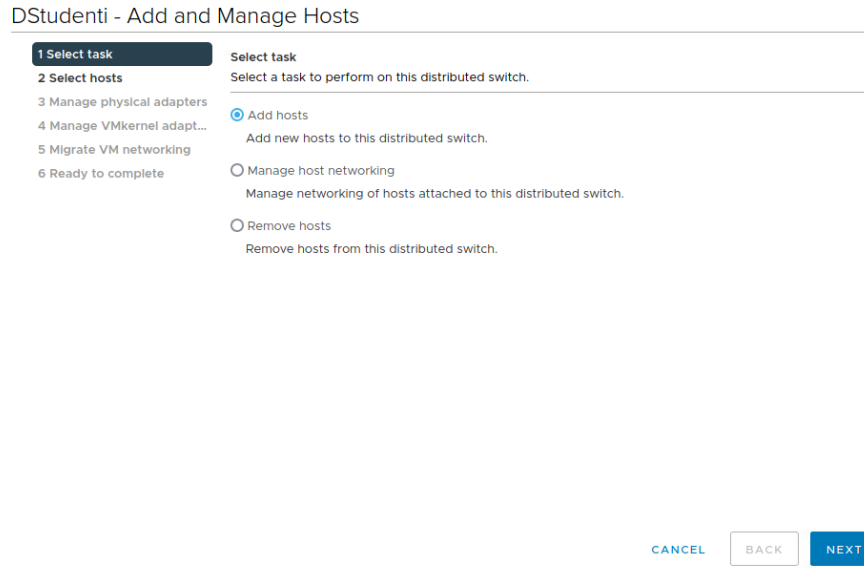 DStudenti - Add and Manage Hosts
1 Select task
2 Select hosts
3 Manage physical adapters
4 Manage VMkernel adapt...
5 Migrate VM networking
6 Ready to complete
Select task
Select a task to perform on this distributed switch.
Add hosts
Add new hosts to this distributed switch.
Manage host networking
Manage networking of hosts attached to this distributed switch.
Remove hosts
Remove hosts from this distributed switch.
CANCEL
BACK
NEXT